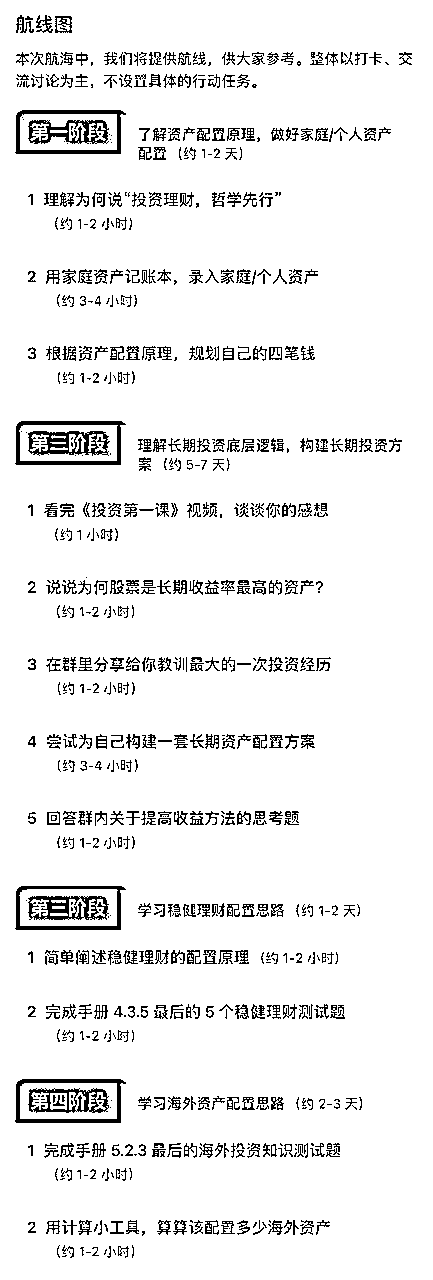 航线图
本次航海中，我们将提供航线，供大家参考。整体以打卡、交
流讨论为主，不设置具体的行动任务。
第一阶段
了解资产配置原理，做好家庭/个人资产
配置（约 1-2 天）
1 理解为何说“投资理财，哲学先行”
（约 1-2 小时）
2 用家庭资产记账本，录入家庭/个人资产
（约 3-4 小时）
3 根据资产配置原理，规划自己的四笔钱
（约 1-2 小时）
第二阶段
理解长期投资底层逻辑，构建长期投资方
案（约 5-7 天）
1 看完《投资第一课》视频，谈谈你的感想
（约 1 小时）
2 说说为何股票是长期收益率最高的资产？
（约 1-2 小时）
3 在群里分享给你教训最大的一次投资经历
（约 1-2 小时）
4 尝试为自己构建一套长期资产配置方案
（约 3-4 小时）
5 回答群内关于提高收益方法的思考题
（约 1-2 小时）
第三阶段
学习稳健理财配置思路（约 1-2 天）
1 简单阐述稳健理财的配置原理（约 1-2 小时）
2 完成手册 4.3.5 最后的 5 个稳健理财测试题
（约 1-2 小时）
第四阶段
学习海外资产配置思路（约 2-3 天）
1 完成手册 5.2.3 最后的海外投资知识测试题
（约 1-2 小时）
2 用计算小工具，算算该配置多少海外资产
（约 1-2 小时）